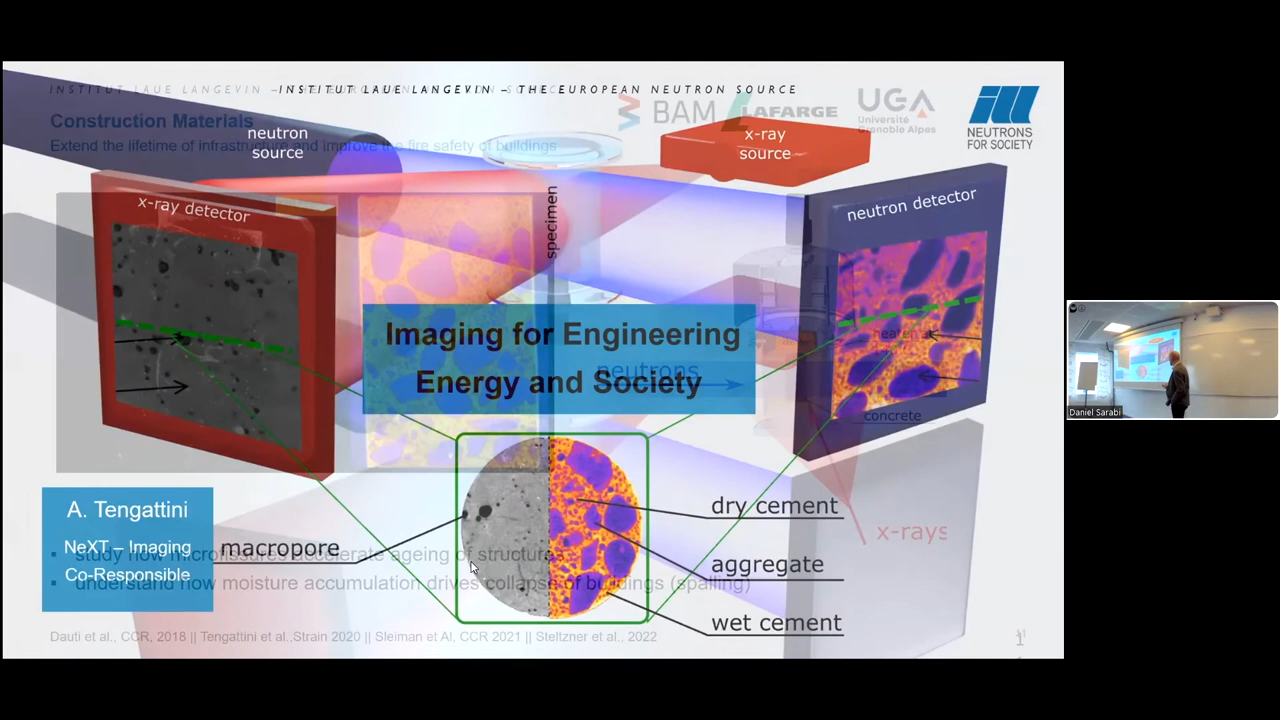 INSTITUT LAUE LANGEVIN – THE EUROPEAN NEUTRON SOURCE
BAM
LAFARGE
UGA
Université
Grenoble Alpes
NEUTRONS
FOR SOCIETY
Construction Materials
Extend the lifetime of infrastructure and improve the fire safety of buildings
neutron
source
x-ray
source
x-ray detector
specimen
neutron detector
Imaging for Engineering
Energy and Society
neutrons
concrete
A. Tengattini
NeXT – Imaging
Co-Responsible
macropore
dry cement
aggregate
wet cement
x-rays
study how microfissures accelerate ageing of structures
understand how moisture accumulation drives collapse of buildings (spalling)
Dauti et al., CCR, 2018 || Tengattini et al.,Strain 2020 || Sleiman et Al, CCR 2021 || Steltzner et al., 2022
Daniel Sarabi